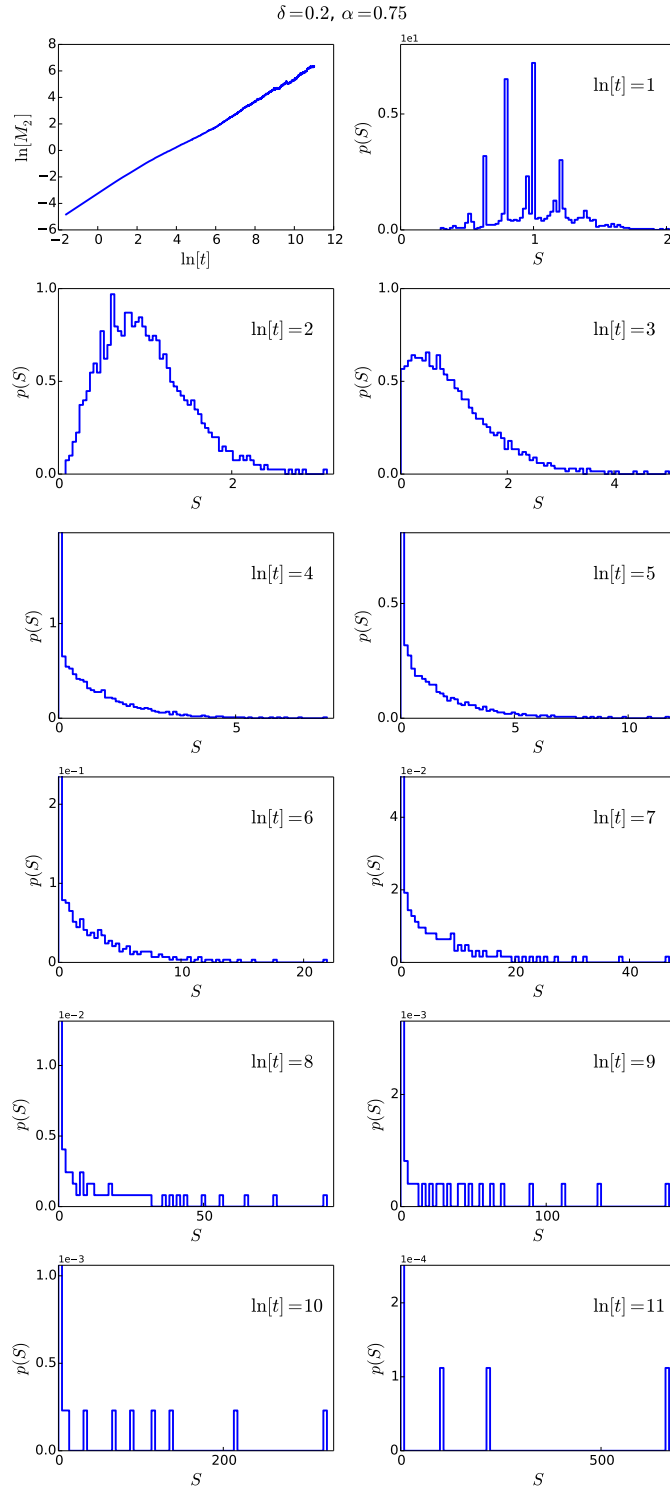 δ=0.2, α=0.75
8
6
4
2
0
−2
−4
−6
ln[M₂]
−2 0 2 4 6 8 10 12
ln[t]
1e1
0.5
0.0
p(S)
ln[t]=1
0 1 2
S
1.0
0.5
0.0
p(S)
ln[t]=2
0 2
S
1.0
0.5
0.0
p(S)
ln[t]=3
0 2 4
S
1
0
p(S)
ln[t]=4
0 5
S
0.5
0.0
p(S)
ln[t]=5
0 5 10
S
1e-1
2
1
0
p(S)
ln[t]=6
0 10 20
S
1e-2
4
2
0
p(S)
ln[t]=7
0 20 40
S
1e-2
1.0
0.5
0.0
p(S)
ln[t]=8
0 50
S
1e-3
2
0
p(S)
ln[t]=9
0 100
S
1e-3
1.0
0.5
0.0
p(S)
ln[t]=10
0 200
S
1e-4
2
1
0
p(S)
ln[t]=11
0 500
S